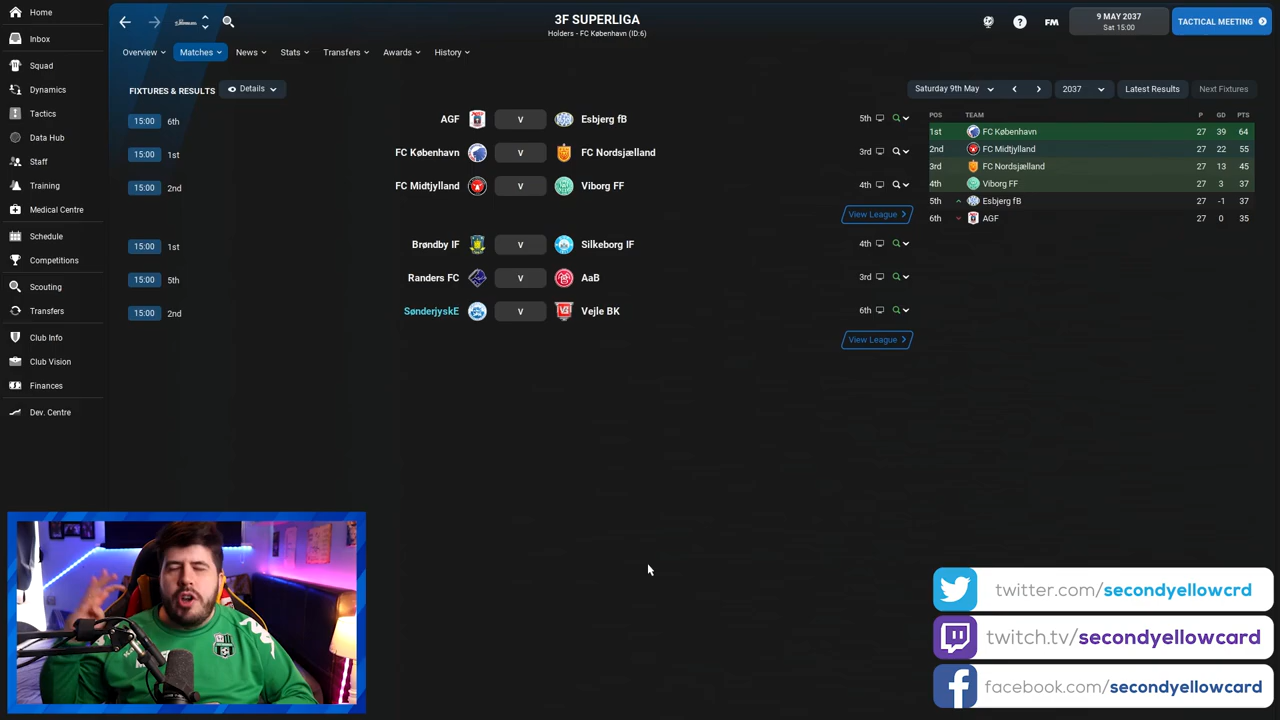 Home
Inbox
Squad
Dynamics
Tactics
Data Hub
Staff
Training
Medical Centre
Schedule
Competitions
Scouting
Transfers
Club Info
Club Vision
Finances
Dev. Centre
3F SUPERLIGA
Holders - FC København (ID:6)
FM
9 MAY 2037
Sat 15:00
TACTICAL MEETING
Overview Matches News Stats Transfers Awards History
FIXTURES & RESULTS Details
Saturday 9th May 2037 Latest Results Next Fixtures
15:00 6th AGF v Esbjerg fB 5th
15:00 1st FC København v FC Nordsjælland 3rd
15:00 2nd FC Midtjylland v Viborg FF 4th
View League
15:00 1st Brøndby IF v Silkeborg IF 4th
15:00 5th Randers FC v AaB 3rd
15:00 2nd SønderjyskE v Vejle BK 6th
View League
POS TEAM P GD PTS
1st FC København 27 39 64
2nd FC Midtjylland 27 22 55
3rd FC Nordsjælland 27 13 45
4th Viborg FF 27 3 37
5th Esbjerg fB 27 -1 37
6th AGF 27 0 35
twitter.com/secondyellowcrd
twitch.tv/secondyellowcard
facebook.com/secondyellowcard